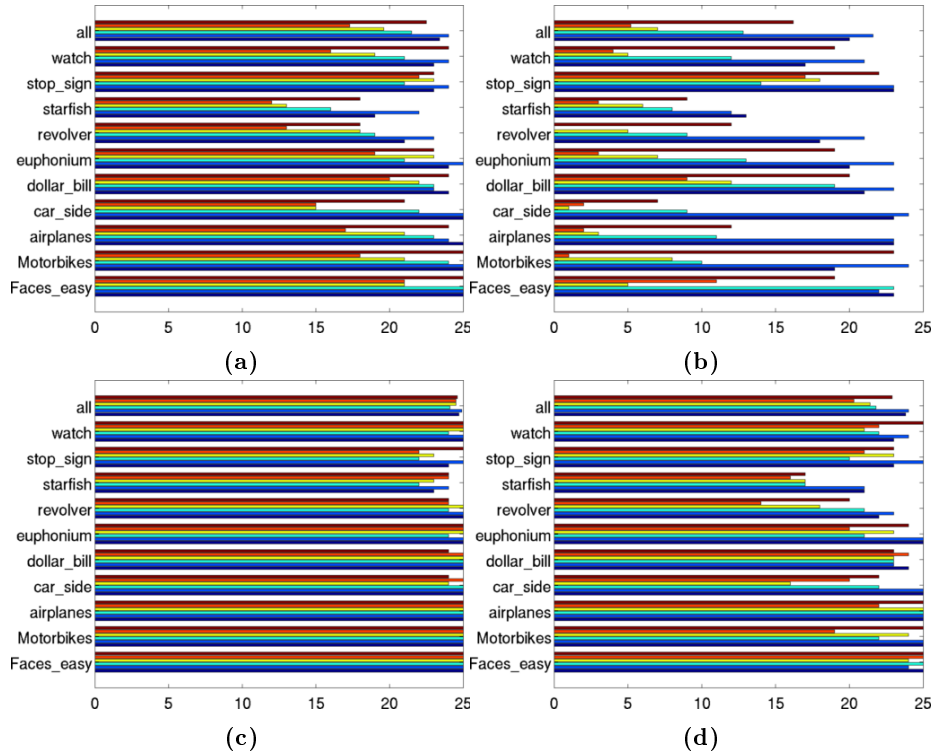 all
watch
stop_sign
starfish
revolver
euphonium
dollar_bill
car_side
airplanes
Motorbikes
Faces_easy
0 5 10 15 20 25
(a)
all
watch
stop_sign
starfish
revolver
euphonium
dollar_bill
car_side
airplanes
Motorbikes
Faces_easy
0 5 10 15 20 25
(b)
all
watch
stop_sign
starfish
revolver
euphonium
dollar_bill
car_side
airplanes
Motorbikes
Faces_easy
0 5 10 15 20 25
(c)
all
watch
stop_sign
starfish
revolver
euphonium
dollar_bill
car_side
airplanes
Motorbikes
Faces_easy
0 5 10 15 20 25
(d)